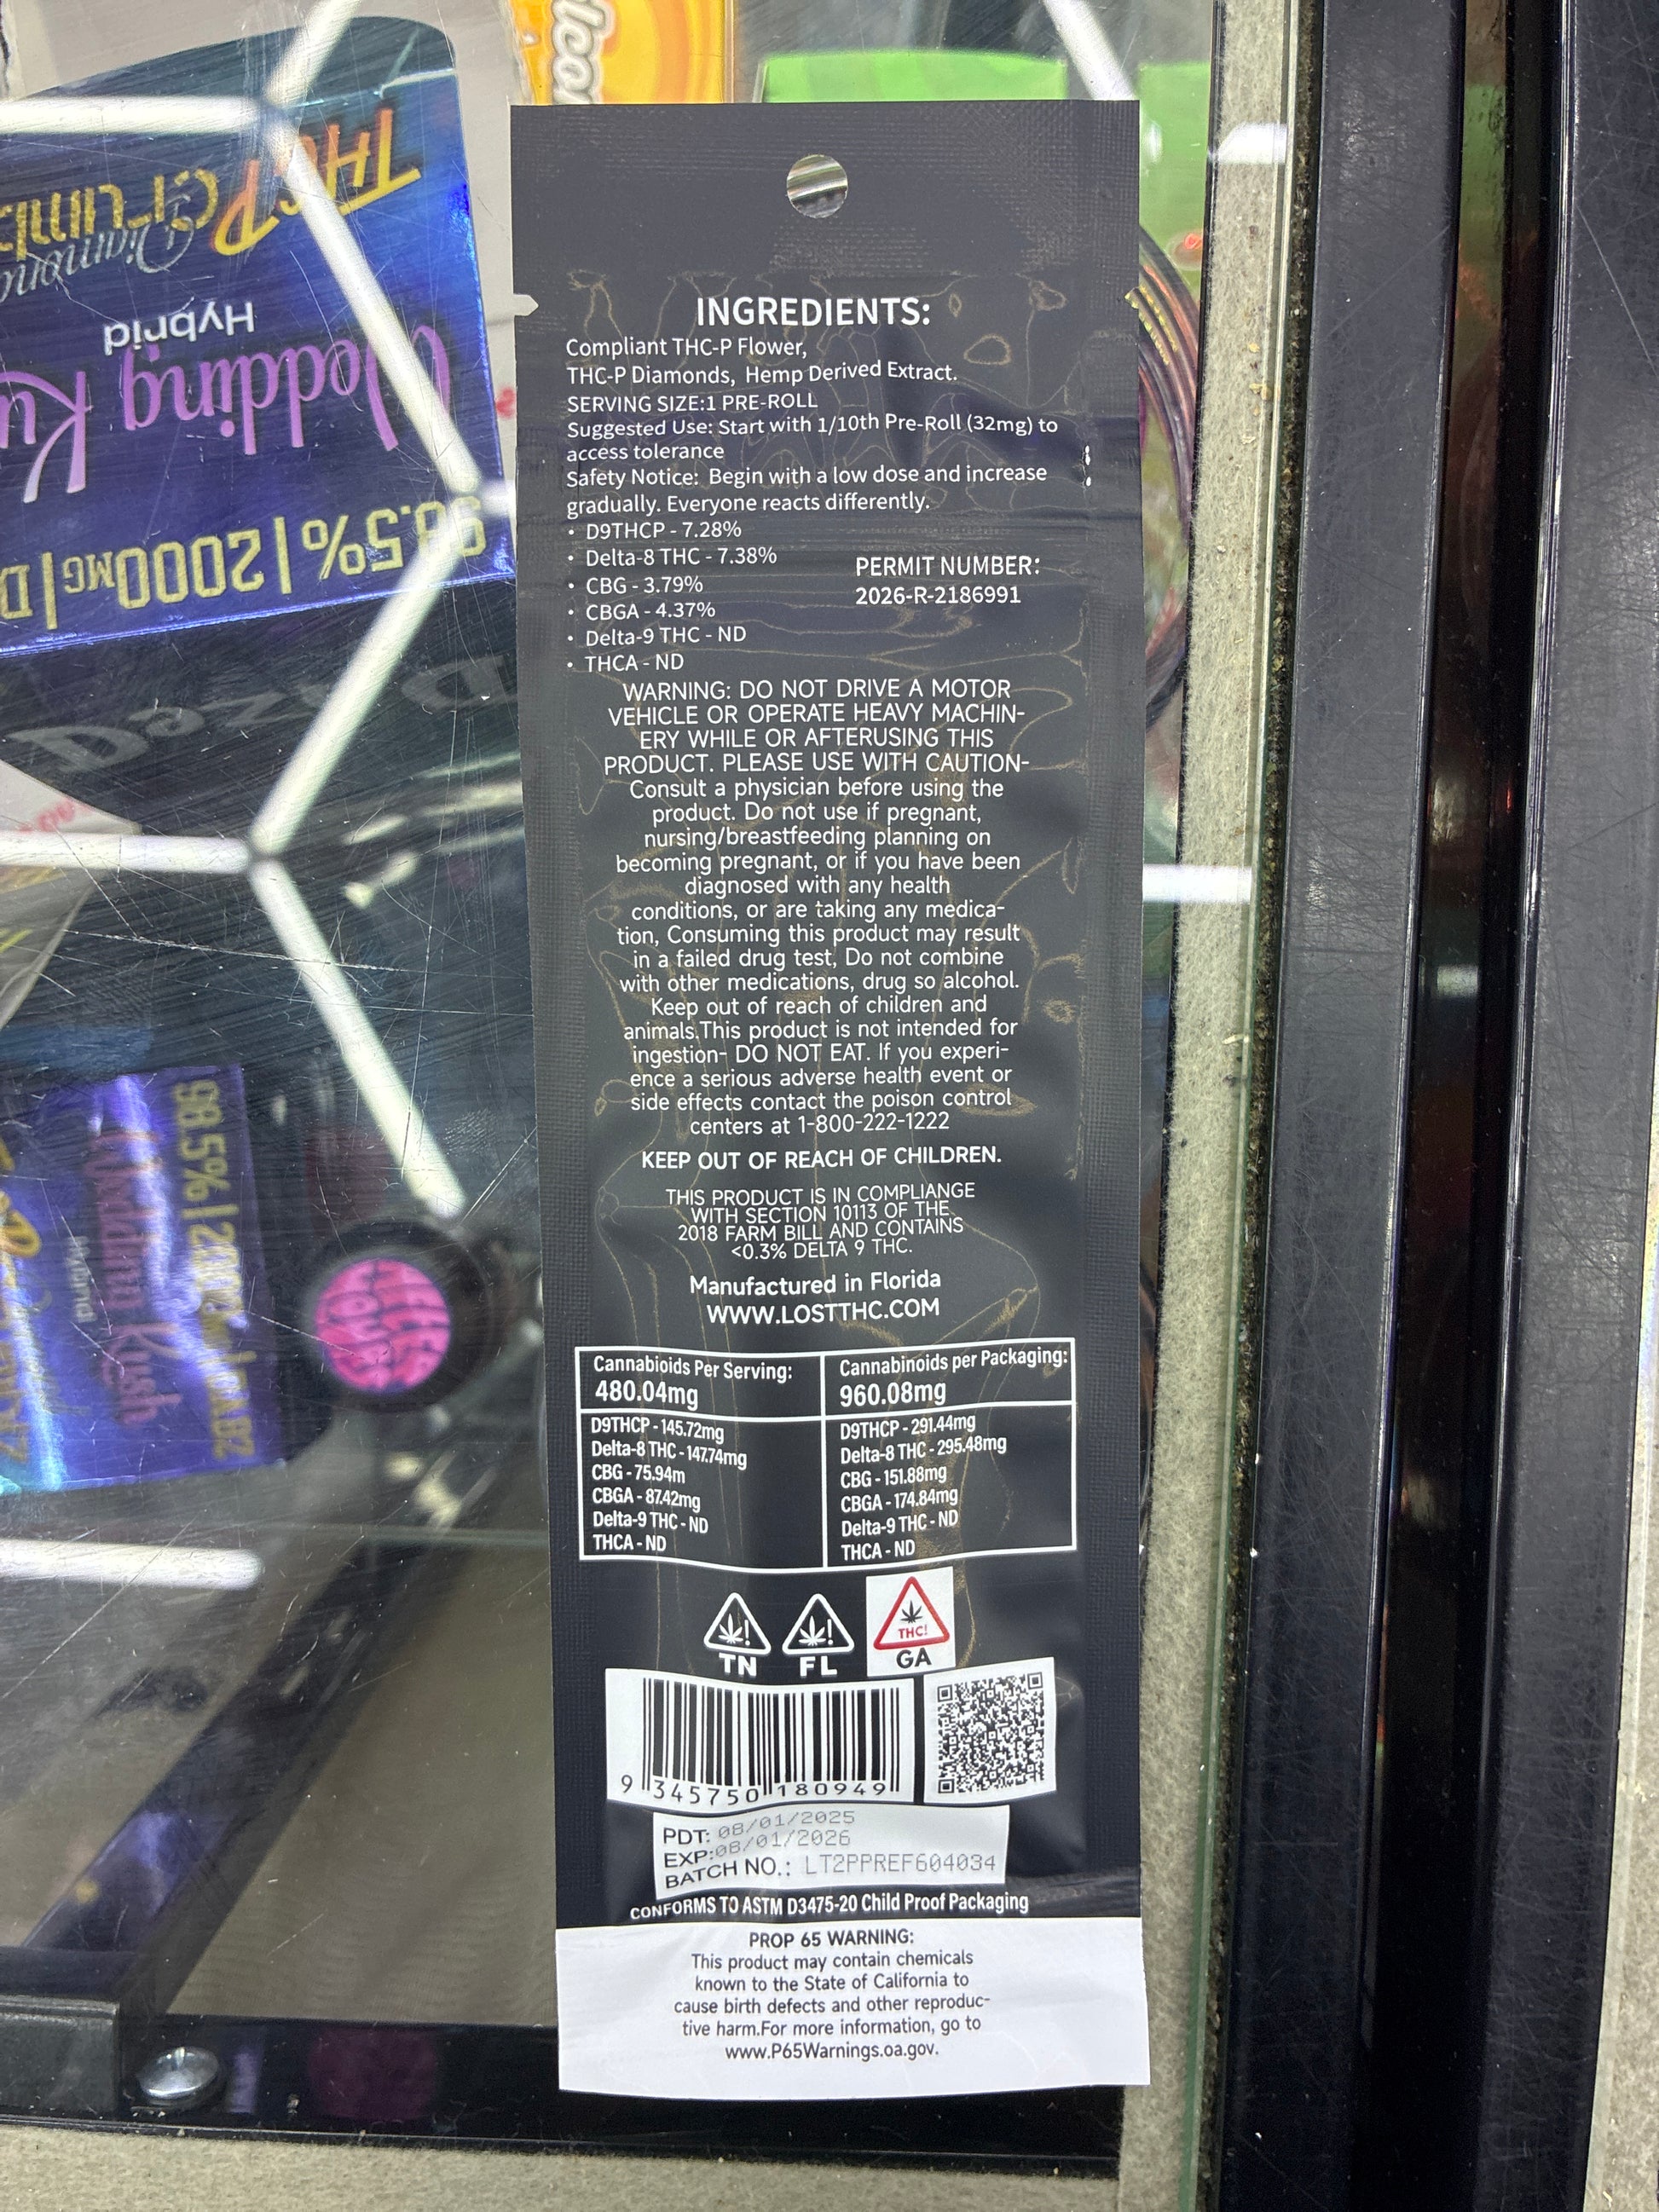 INGREDIENTS:
Compliant THC-P Flower,
THC-P Diamonds, Hemp Derived Extract.
SERVING SIZE:1 PRE-ROLL
Suggested Use: Start with 1/10th Pre-Roll (32mg) to
access tolerance
Safety Notice: Begin with a low dose and increase
gradually. Everyone reacts differently.
• D9THCP - 7.28%
• Delta-8 THC - 7.38%
• CBG - 3.79%
• CBGA - 4.37%
• Delta-9 THC - ND
• THCA - ND
PERMIT NUMBER:
2026-R-2186991
WARNING: DO NOT DRIVE A MOTOR
VEHICLE OR OPERATE HEAVY MACHIN-
ERY WHILE OR AFTERUSING THIS
PRODUCT. PLEASE USE WITH CAUTION-
Consult a physician before using the
product. Do not use if pregnant,
nursing/breastfeeding planning on
becoming pregnant, or if you have been
diagnosed with any health
conditions, or are taking any medica-
tion, Consuming this product may result
in a failed drug test, Do not combine
with other medications, drug so alcohol.
Keep out of reach of children and
animals.This product is not intended for
ingestion- DO NOT EAT. If you experi-
ence a serious adverse health event or
side effects contact the poison control
centers at 1-800-222-1222
KEEP OUT OF REACH OF CHILDREN.
THIS PRODUCT IS IN COMPLIANGE
WITH SECTION 10113 OF THE
2018 FARM BILL AND CONTAINS
<0.3% DELTA 9 THC.
Manufactured in Florida
WWW.LOSTTHC.COM
Cannabioids Per Serving:
480.04mg
D9THCP - 145.72mg
Delta-8 THC - 147.74mg
CBG - 75.94m
CBGA - 87.42mg
Delta-9 THC - ND
THCA - ND
Cannabinoids per Packaging:
960.08mg
D9THCP - 291.44mg
Delta-8 THC - 295.48mg
CBG - 151.88mg
CBGA - 174.84mg
Delta-9 THC - ND
THCA - ND
TN
FL
THC!
GA
9 345750 180949
PDT: 08/01/2025
EXP:08/01/2026
BATCH NO.: LT2PPREF604034
CONFORMS TO ASTM D3475-20 Child Proof Packaging
PROP 65 WARNING:
This product may contain chemicals
known to the State of California to
cause birth defects and other reproduc-
tive harm.For more information, go to
www.P65Warnings.oa.gov.
THC-P
Diamond
Hybrid
Wedding Ku
98.5% | 2000MG | D
98.5% | 2
Wedding Kush
Hybrid